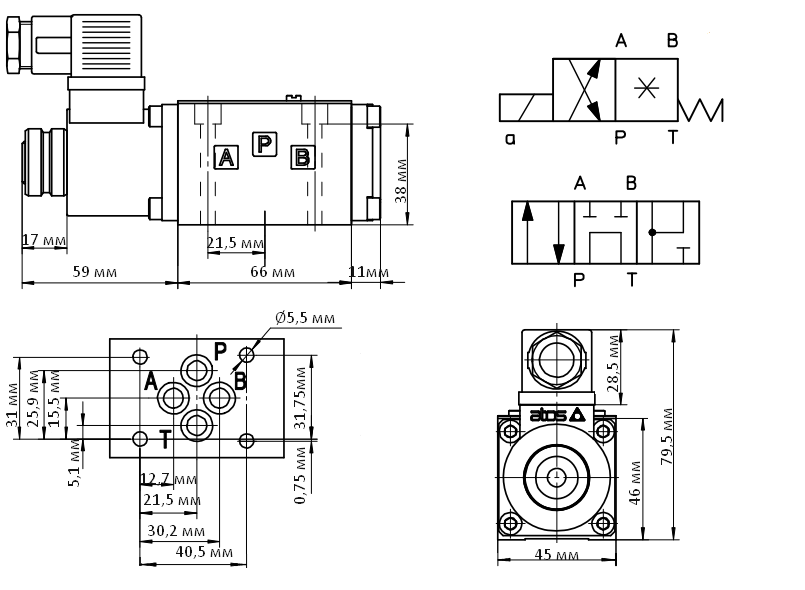 A B
a P T
A P B
38 мм
17 мм
21,5 мм
59 мм
66 мм
11мм
A B
P T
Ø5,5 мм
P
A B
T
31 мм
25,9 мм
15,5 мм
5,1 мм
31,75мм
0,75 мм
12,7 мм
21,5 мм
30,2 мм
40,5 мм
28,5 мм
79,5 мм
atos
46 мм
45 мм